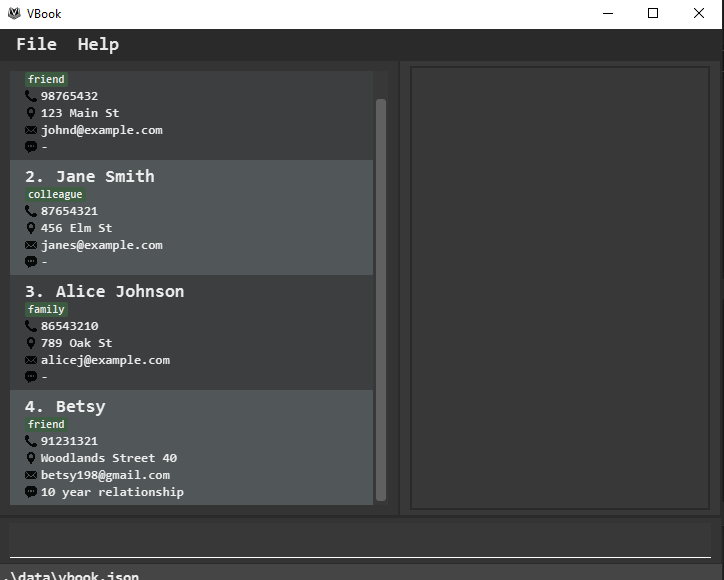 VBook
File Help
friend
98765432
123 Main St
johnd@example.com
-
2. Jane Smith
colleague
87654321
456 Elm St
janes@example.com
-
3. Alice Johnson
family
86543210
789 Oak St
alicej@example.com
-
4. Betsy
friend
91231321
Woodlands Street 40
betsy198@gmail.com
10 year relationship
.\data\vbook.json